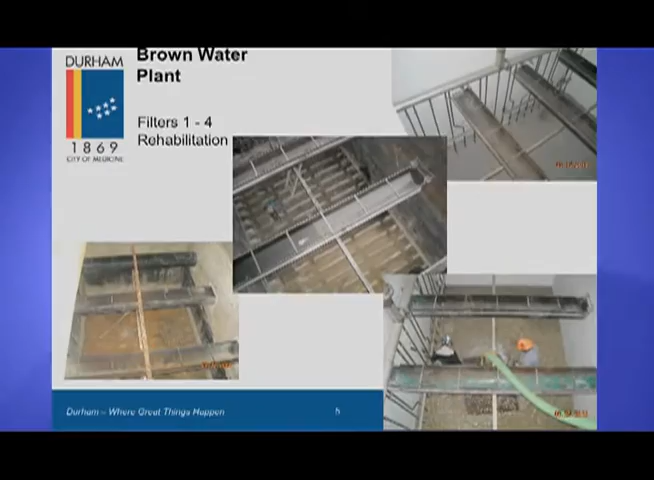 DURHAM
1869
CITY OF MEDICINE
Brown Water
Plant
Filters 1 - 4
Rehabilitation
Durham – Where Great Things Happen